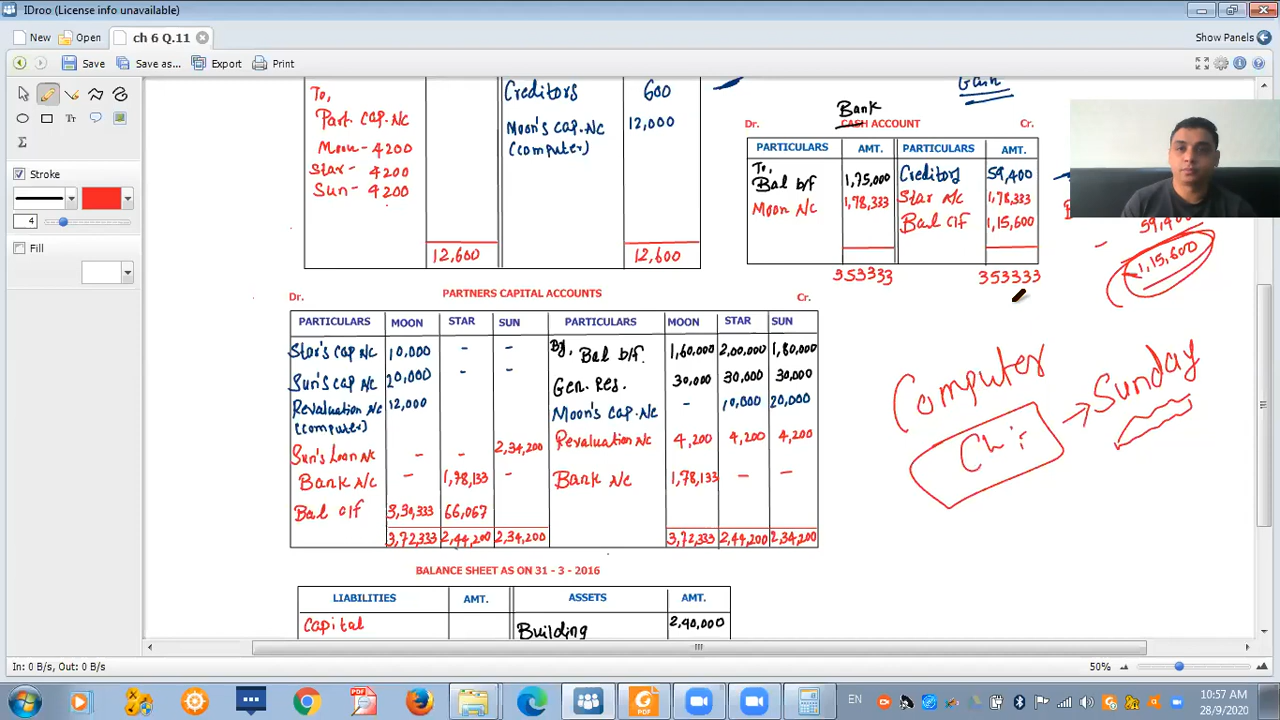 IDroo (License info unavailable)
New Open ch 6 Q.11 Show Panels
Save Save as... Export Print
Stroke
4
Fill
To,
Part. Cap. A/c
Moon - 4200
Star - 4200
Sun - 4200
Creditors 600
Moon's Cap. A/c 12,000
(computer)
12,600 12,600
Gain
Bank
Dr. CASH ACCOUNT Cr.
PARTICULARS AMT. PARTICULARS AMT.
To,
Bal b/f 1,75,000 Creditors 59,400
Moon A/c 1,78,333 Star A/c 1,78,333
Bal c/f 1,15,600
353333 353333
59,400
1,15,600
Dr. PARTNERS CAPITAL ACCOUNTS Cr.
PARTICULARS MOON STAR SUN PARTICULARS MOON STAR SUN
Star's Cap A/c 10,000 - - By, Bal b/f. 1,60,000 2,00,000 1,80,000
Sun's cap A/c 20,000 - - Gen. Res. 30,000 30,000 30,000
Revaluation A/c 12,000 Moon's Cap. A/c - 10,000 20,000
(computer)
Sun's Loan A/c - - 2,34,200 Revaluation A/c 4,200 4,200 4,200
Bank A/c - 1,78,133 - Bank A/c 1,78,133 - -
Bal c/f 3,30,333 66,067
3,72,333 2,44,200 2,34,200 3,72,333 2,44,200 2,34,200
Computer
Sunday
BALANCE SHEET AS ON 31 - 3 - 2016
LIABILITIES AMT. ASSETS AMT.
Capital Building 2,40,000
In: 0 B/s, Out: 0 B/s 50%
EN 10:57 AM
28/9/2020